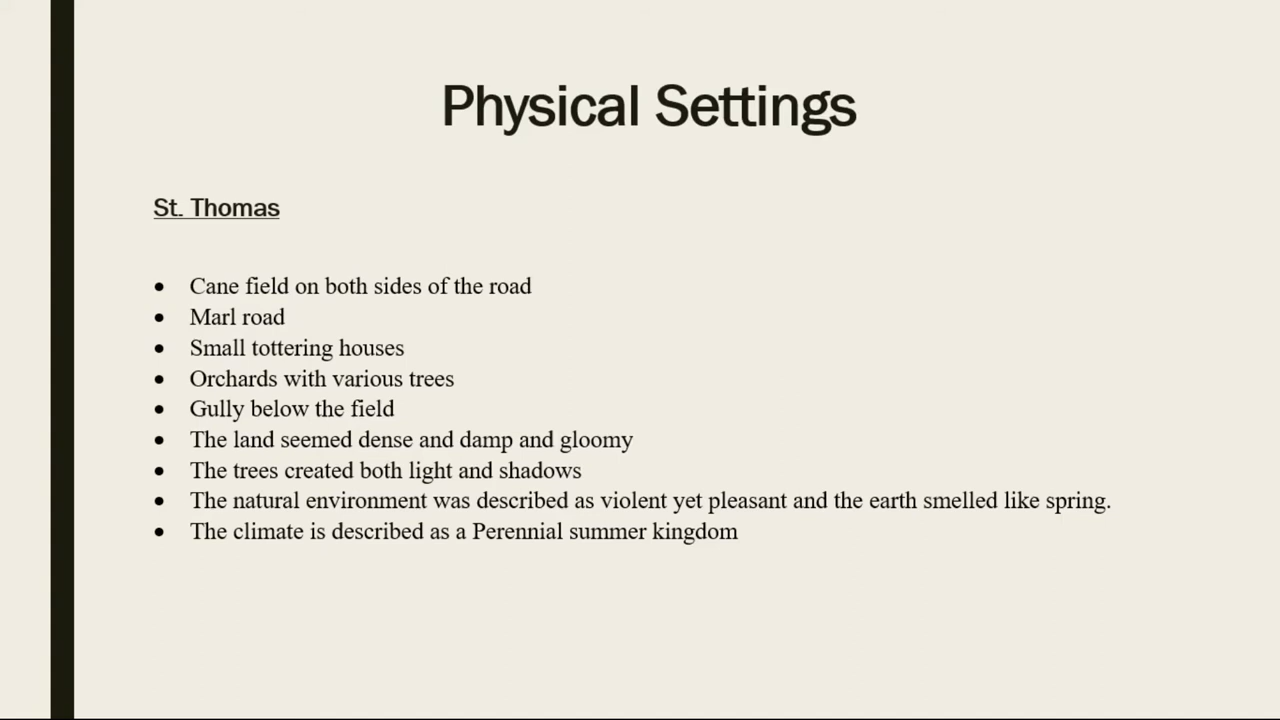 Physical Settings
St. Thomas
• Cane field on both sides of the road
• Marl road
• Small tottering houses
• Orchards with various trees
• Gully below the field
• The land seemed dense and damp and gloomy
• The trees created both light and shadows
• The natural environment was described as violent yet pleasant and the earth smelled like spring.
• The climate is described as a Perennial summer kingdom